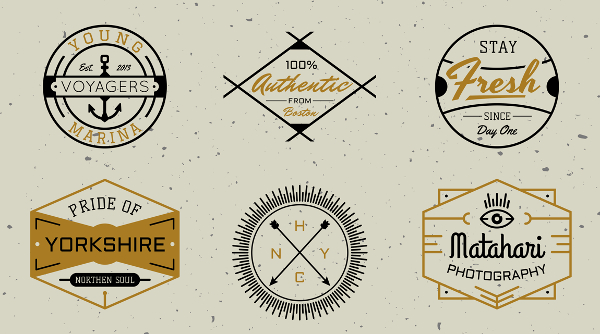 YOUNG
Est. 2013
VOYAGERS
MARINA
100%
Authentic
FROM
Boston
STAY
Fresh
SINCE
Day One
PRIDE OF
YORKSHIRE
NORTHEN SOUL
H
N Y
C
Matahari
PHOTOGRAPHY